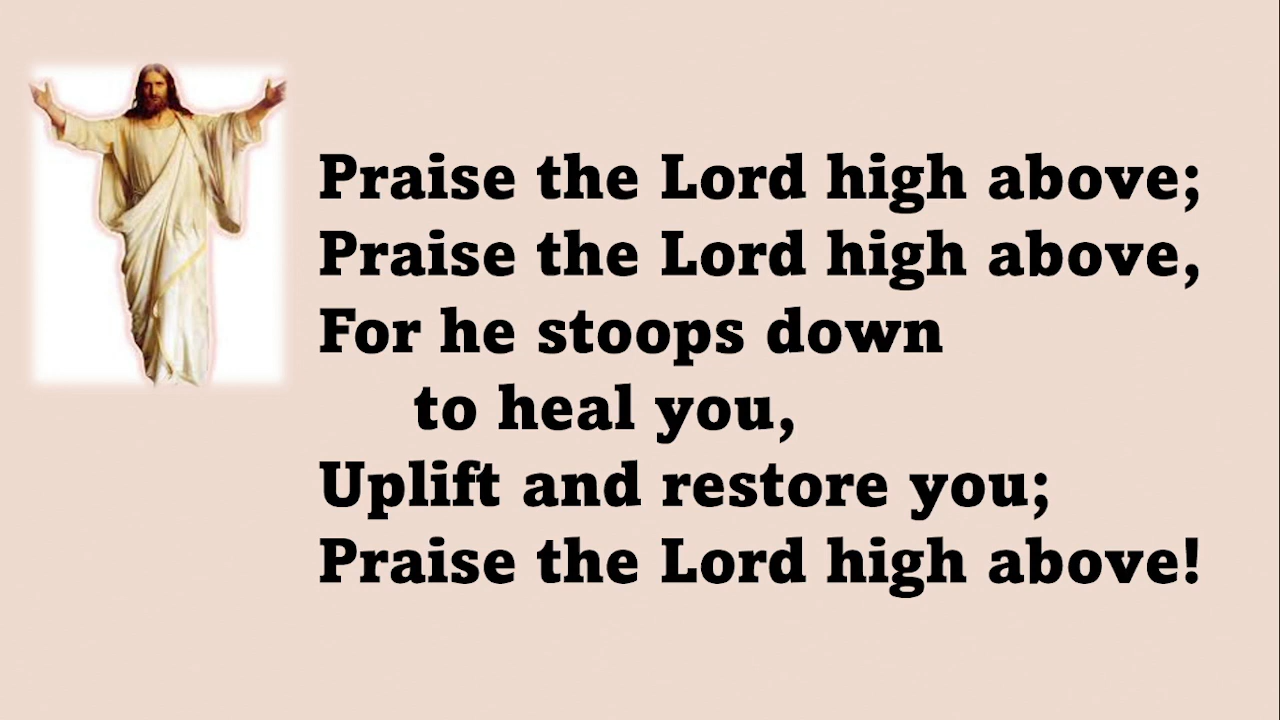 Praise the Lord high above;
Praise the Lord high above,
For he stoops down
to heal you,
Uplift and restore you;
Praise the Lord high above!